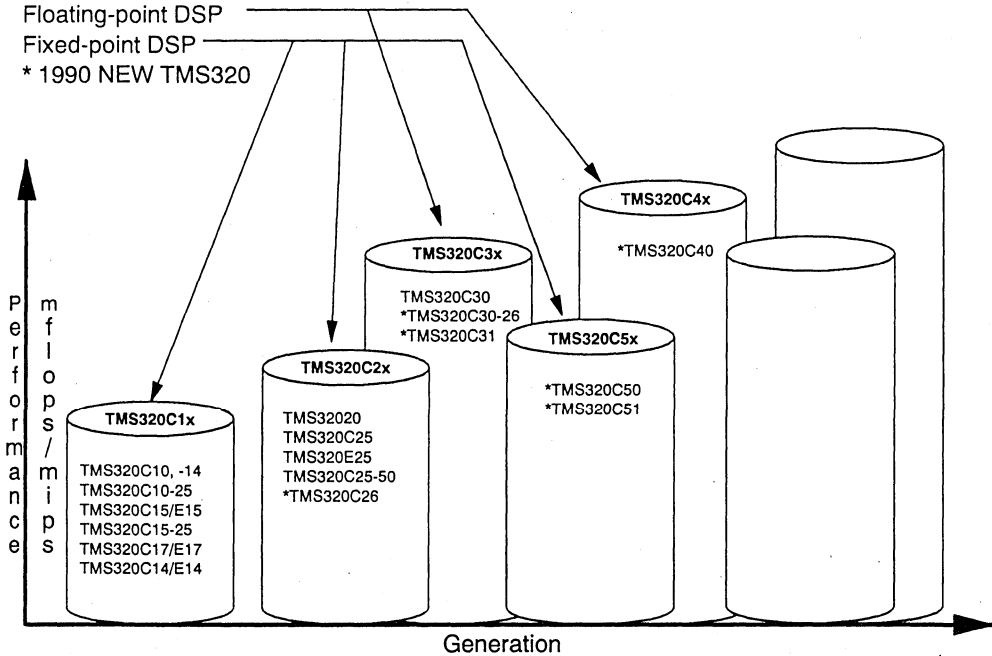 Floating-point DSP
Fixed-point DSP
* 1990 NEW TMS320
Performance
mflops/mips
TMS320C1x
TMS320C10, -14
TMS320C10-25
TMS320C15/E15
TMS320C15-25
TMS320C17/E17
TMS320C14/E14
TMS320C2x
TMS32020
TMS320C25
TMS320E25
TMS320C25-50
*TMS320C26
TMS320C3x
TMS320C30
*TMS320C30-26
*TMS320C31
TMS320C5x
*TMS320C50
*TMS320C51
TMS320C4x
*TMS320C40
Generation